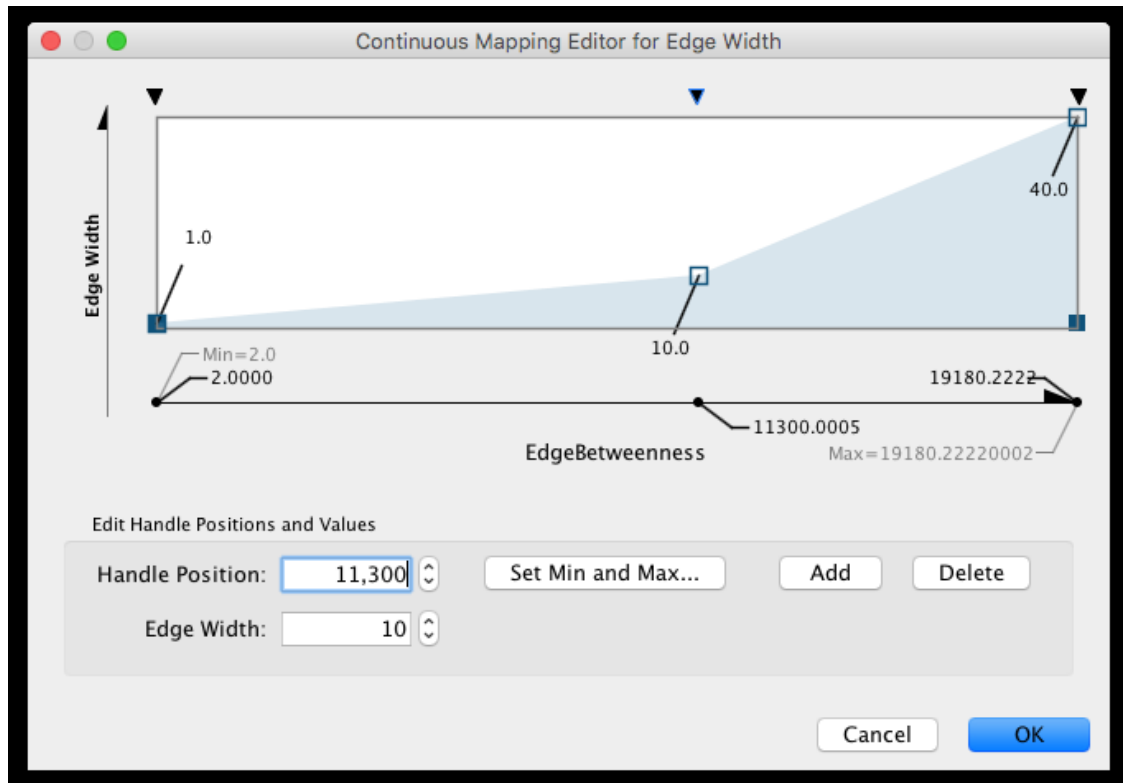 Continuous Mapping Editor for Edge Width
Edge Width
1.0
40.0
10.0
Min=2.0
2.0000
19180.2222
11300.0005
EdgeBetweenness
Max=19180.22220002
Edit Handle Positions and Values
Handle Position: 11,300 Set Min and Max... Add Delete
Edge Width: 10
Cancel OK